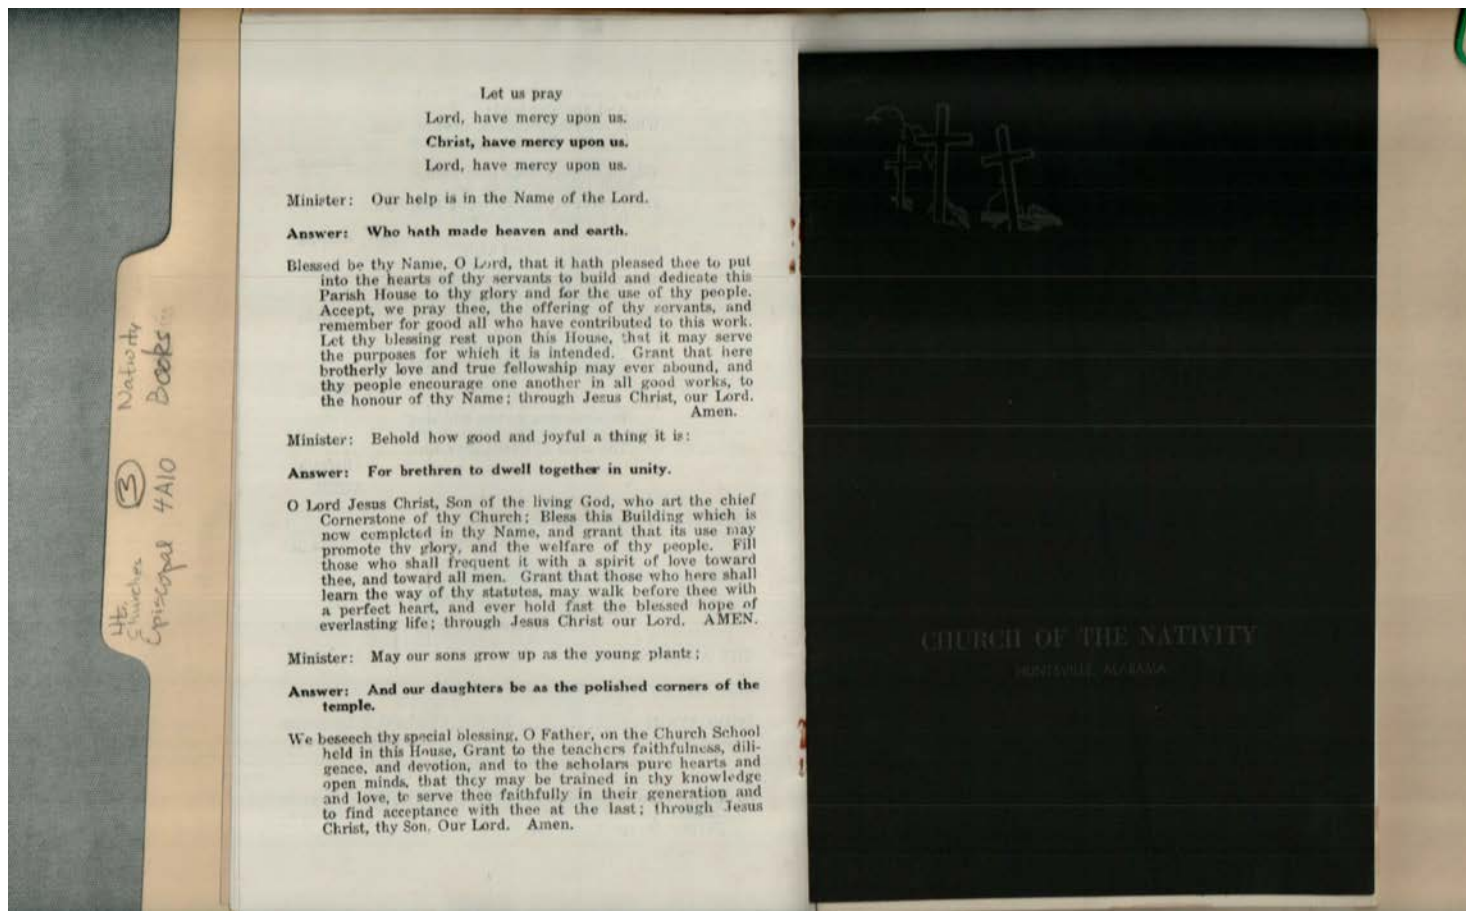 Let us pray
Lord, have mercy upon us.
Christ, have mercy upon us.
Lord, have mercy upon us.
Minister: Our help is in the Name of the Lord.
Answer: Who hath made heaven and earth.
Blessed be thy Name, O Lord, that it hath pleased thee to put
into the hearts of thy servants to build and dedicate this
Parish House to thy glory and for the use of thy people.
Accept, we pray thee, the offering of thy servants, and
remember for good all who have contributed to this work.
Let thy blessing rest upon this House, that it may serve
the purposes for which it is intended. Grant that here
brotherly love and true fellowship may ever abound, and
thy people encourage one another in all good works, to
the honour of thy Name; through Jesus Christ, our Lord.
Amen.
Minister: Behold how good and joyful a thing it is:
Answer: For brethren to dwell together in unity.
O Lord Jesus Christ, Son of the living God, who art the chief
Cornerstone of thy Church; Bless this Building which is
now completed in thy Name, and grant that its use may
promote thy glory, and the welfare of thy people. Fill
those who shall frequent it with a spirit of love toward
thee, and toward all men. Grant that those who here shall
learn the way of thy statutes, may walk before thee with
a perfect heart, and ever hold fast the blessed hope of
everlasting life; through Jesus Christ our Lord. AMEN.
Minister: May our sons grow up as the young plants;
Answer: And our daughters be as the polished corners of the
temple.
We beseech thy special blessing, O Father, on the Church School
held in this House, Grant to the teachers faithfulness, dili-
gence, and devotion, and to the scholars pure hearts and
open minds, that they may be trained in thy knowledge
and love, to serve thee faithfully in their generation and
to find acceptance with thee at the last; through Jesus
Christ, thy Son, Our Lord. Amen.
CHURCH OF THE NATIVITY
HUNTSVILLE, ALABAMA
Churches 3 Nativity
Episcopal 4A10 Books